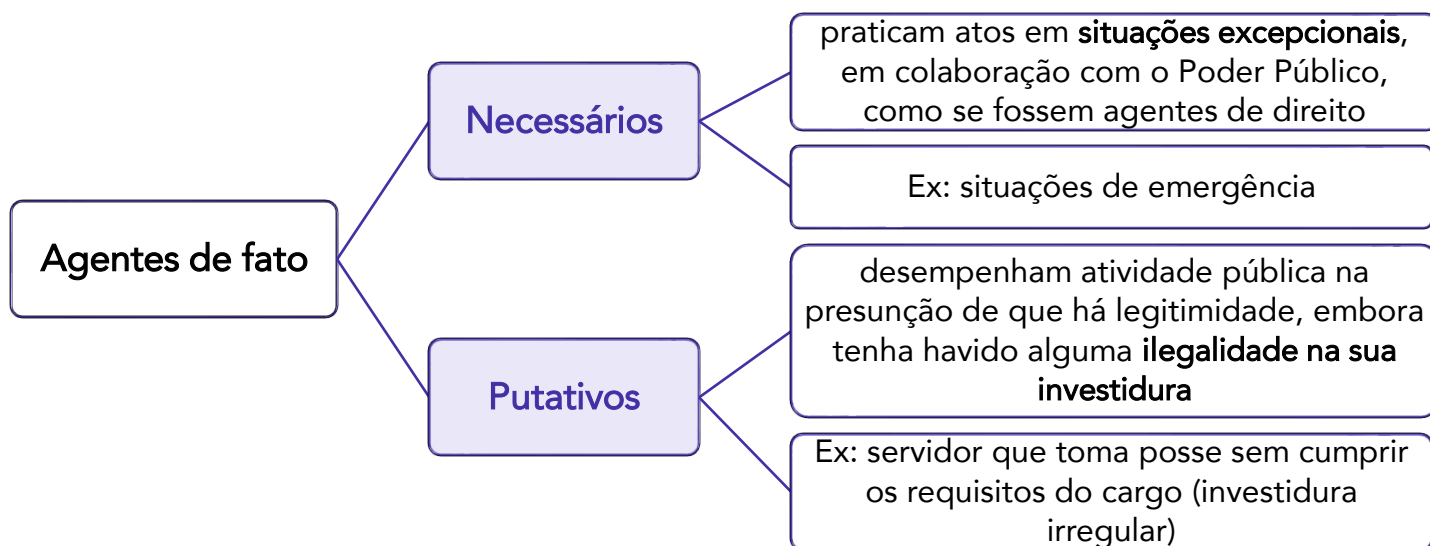 Agentes de fato
Necessários
praticam atos em situações excepcionais,
em colaboração com o Poder Público,
como se fossem agentes de direito
Ex: situações de emergência
Putativos
desempenham atividade pública na
presunção de que há legitimidade, embora
tenha havido alguma ilegalidade na sua
investidura
Ex: servidor que toma posse sem cumprir
os requisitos do cargo (investidura
irregular)